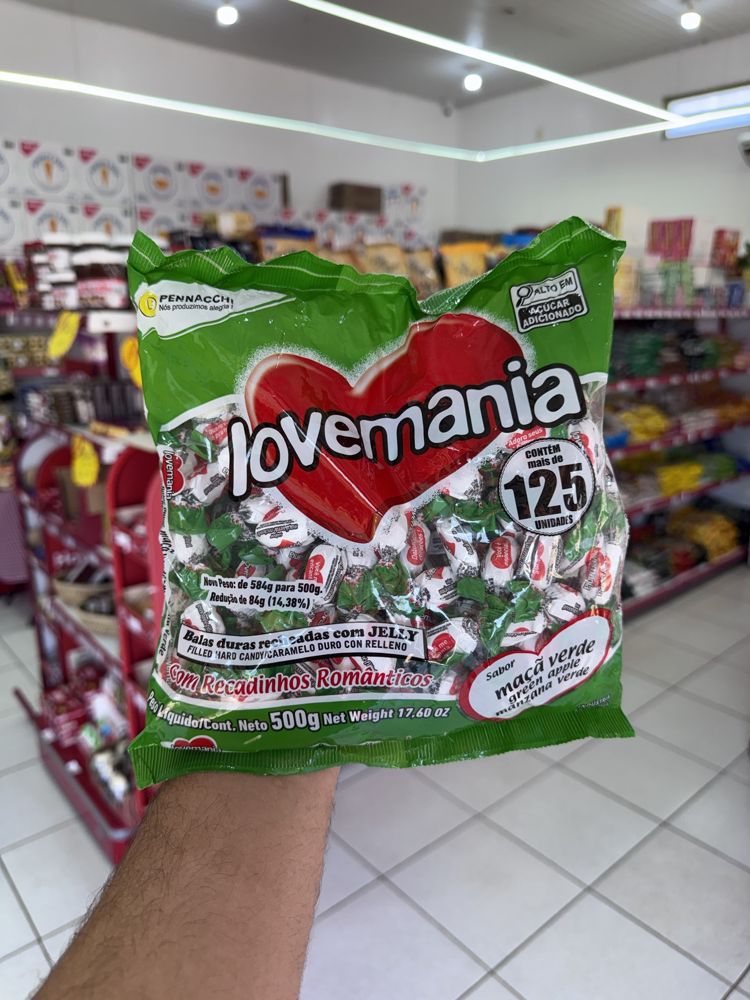 PENNACCHI
Nós produzimos alegria!
ALTO EM
AÇÚCAR
ADICIONADO
lovemania
CONTÉM
mais de
125
UNIDADES
Novo Peso: de 584g para 500g.
Redução de 84g (14,38%)
Balas duras recheadas com JELLY
FILLED HARD CANDY/CARAMELO DURO CON RELLENO
Com Recadinhos Românticos
Sabor
maçã verde
green apple
manzana verde
Peso Líquido/Cont. Neto 500g Net Weight 17.60 OZ